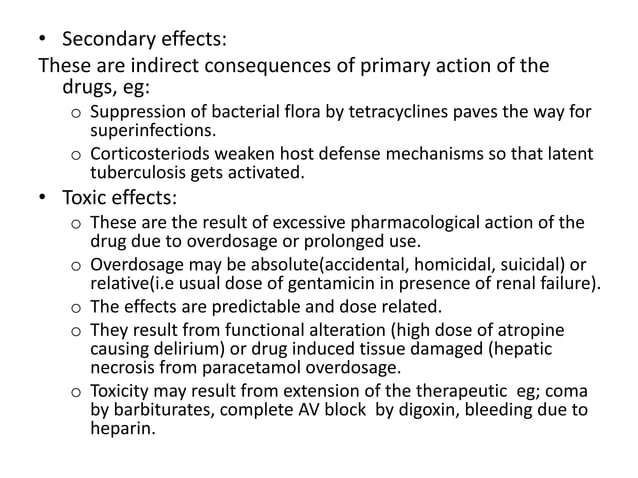 • Secondary effects:
These are indirect consequences of primary action of the
drugs, eg:
o Suppression of bacterial flora by tetracyclines paves the way for
superinfections.
o Corticosteriods weaken host defense mechanisms so that latent
tuberculosis gets activated.
• Toxic effects:
o These are the result of excessive pharmacological action of the
drug due to overdosage or prolonged use.
o Overdosage may be absolute(accidental, homicidal, suicidal) or
relative(i.e usual dose of gentamicin in presence of renal failure).
o The effects are predictable and dose related.
o They result from functional alteration (high dose of atropine
causing delirium) or drug induced tissue damaged (hepatic
necrosis from paracetamol overdosage.
o Toxicity may result from extension of the therapeutic  eg; coma
by barbiturates, complete AV block  by digoxin, bleeding due to
heparin.